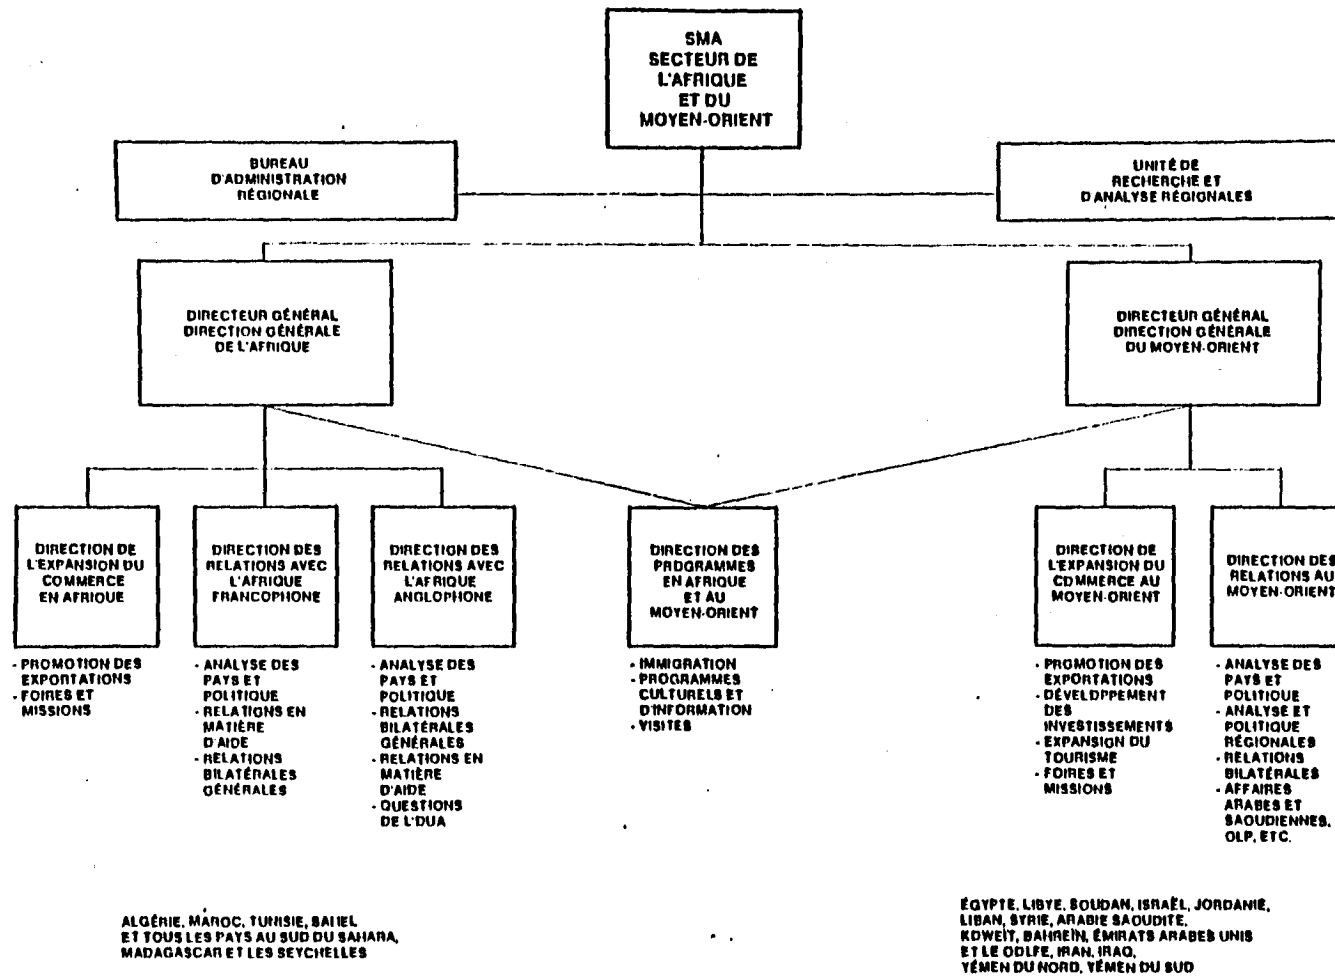 SMA
SECTEUR DE
L'AFRIQUE
ET DU
MOYEN-ORIENT
BUREAU
D'ADMINISTRATION
RÉGIONALE
UNITÉ DE
RECHERCHE ET
D'ANALYSE RÉGIONALES
DIRECTEUR GÉNÉRAL
DIRECTION GÉNÉRALE
DE L'AFRIQUE
DIRECTEUR GÉNÉRAL
DIRECTION GÉNÉRALE
DU MOYEN-ORIENT
DIRECTION DE
L'EXPANSION DU
COMMERCE
EN AFRIQUE
- PROMOTION DES
EXPORTATIONS
- FOIRES ET
MISSIONS
DIRECTION DES
RELATIONS AVEC
L'AFRIQUE
FRANCOPHONE
- ANALYSE DES
PAYS ET
POLITIQUE
- RELATIONS EN
MATIÈRE
D'AIDE
- RELATIONS
BILATÉRALES
GÉNÉRALES
DIRECTION DES
RELATIONS AVEC
L'AFRIQUE
ANGLOPHONE
- ANALYSE DES
PAYS ET
POLITIQUE
- RELATIONS
BILATÉRALES
GÉNÉRALES
- RELATIONS EN
MATIÈRE
D'AIDE
- QUESTIONS
DE L'OUA
DIRECTION DES
PROGRAMMES
EN AFRIQUE
ET AU
MOYEN-ORIENT
- IMMIGRATION
- PROGRAMMES
CULTURELS ET
D'INFORMATION
- VISITES
DIRECTION DE
L'EXPANSION DU
COMMERCE AU
MOYEN-ORIENT
- PROMOTION DES
EXPORTATIONS
- DÉVELOPPEMENT
DES
INVESTISSEMENTS
- EXPANSION DU
TOURISME
- FOIRES ET
MISSIONS
DIRECTION DES
RELATIONS AU
MOYEN-ORIENT
- ANALYSE DES
PAYS ET
POLITIQUE
- ANALYSE ET
POLITIQUE
RÉGIONALES
- RELATIONS
BILATÉRALES
- AFFAIRES
ARABES ET
SAOUDIENNES,
OLP, ETC.
ALGÉRIE, MAROC, TUNISIE, SAHEL
ET TOUS LES PAYS AU SUD DU SAHARA,
MADAGASCAR ET LES SEYCHELLES
ÉGYPTE, LIBYE, SOUDAN, ISRAËL, JORDANIE,
LIBAN, SYRIE, ARABIE SAOUDITE,
KOWEÏT, BAHREÏN, ÉMIRATS ARABES UNIS
ET LE GOLFE, IRAN, IRAQ,
YÉMEN DU NORD, YÉMEN DU SUD